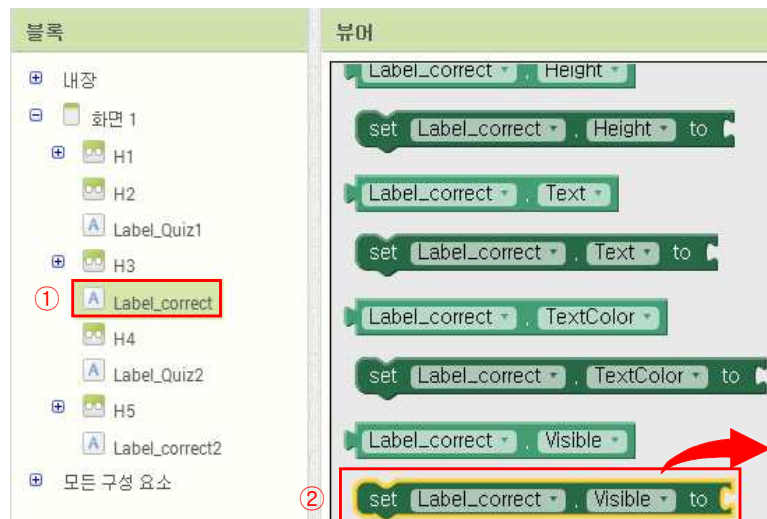 블록
내장
화면 1
H1
H2
Label_Quiz1
H3
① Label_correct
H4
Label_Quiz2
H5
Label_correct2
모든 구성 요소
뷰어
Label_correct . Height
set Label_correct . Height to
Label_correct . Text
set Label_correct . Text to
Label_correct . TextColor
set Label_correct . TextColor to
Label_correct . Visible
② set Label_correct . Visible to